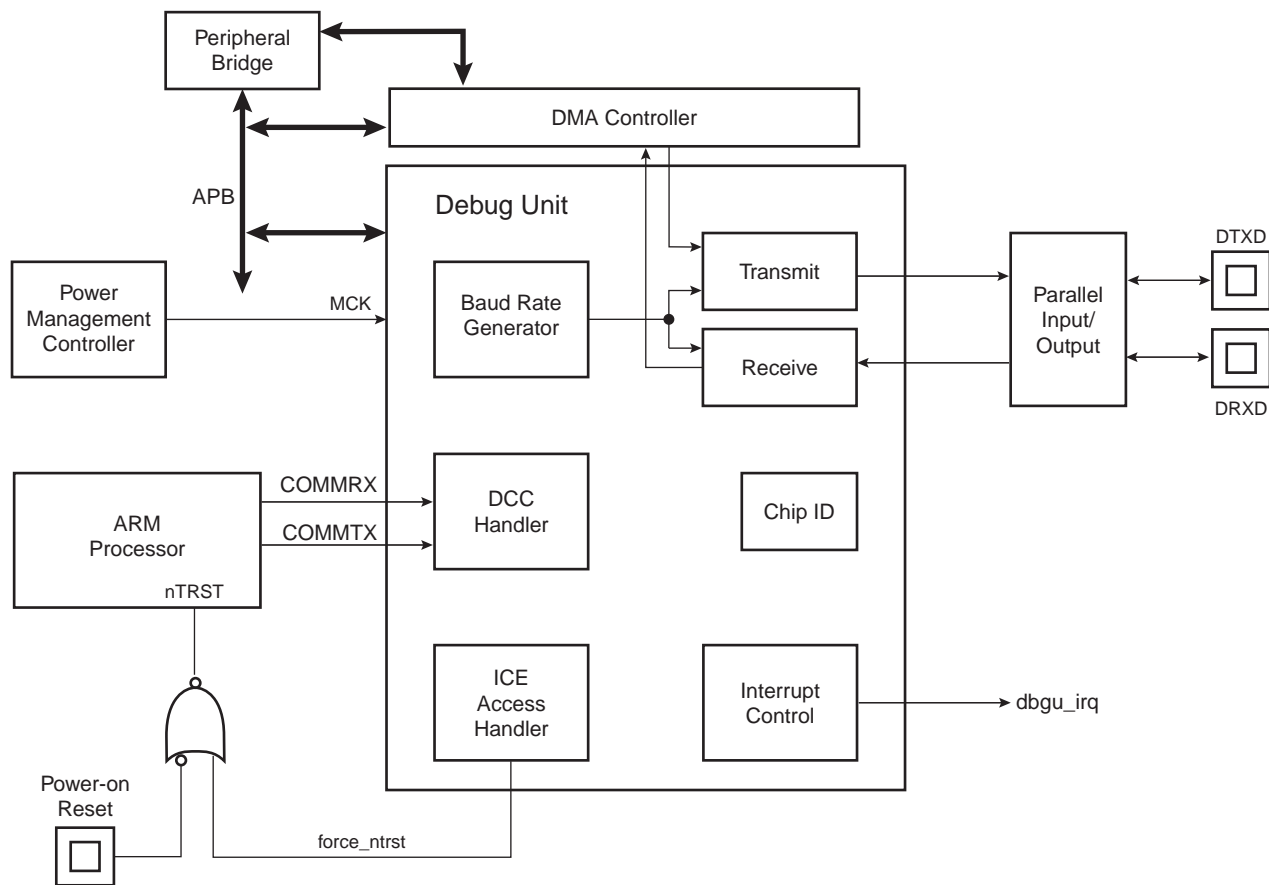 Peripheral
Bridge
DMA Controller
APB
Debug Unit
Power
Management
Controller
MCK
Baud Rate
Generator
Transmit
Receive
Parallel
Input/
Output
DTXD
DRXD
ARM
Processor
nTRST
COMMRX
COMMTX
DCC
Handler
Chip ID
ICE
Access
Handler
Interrupt
Control
dbgu_irq
Power-on
Reset
force_ntrst